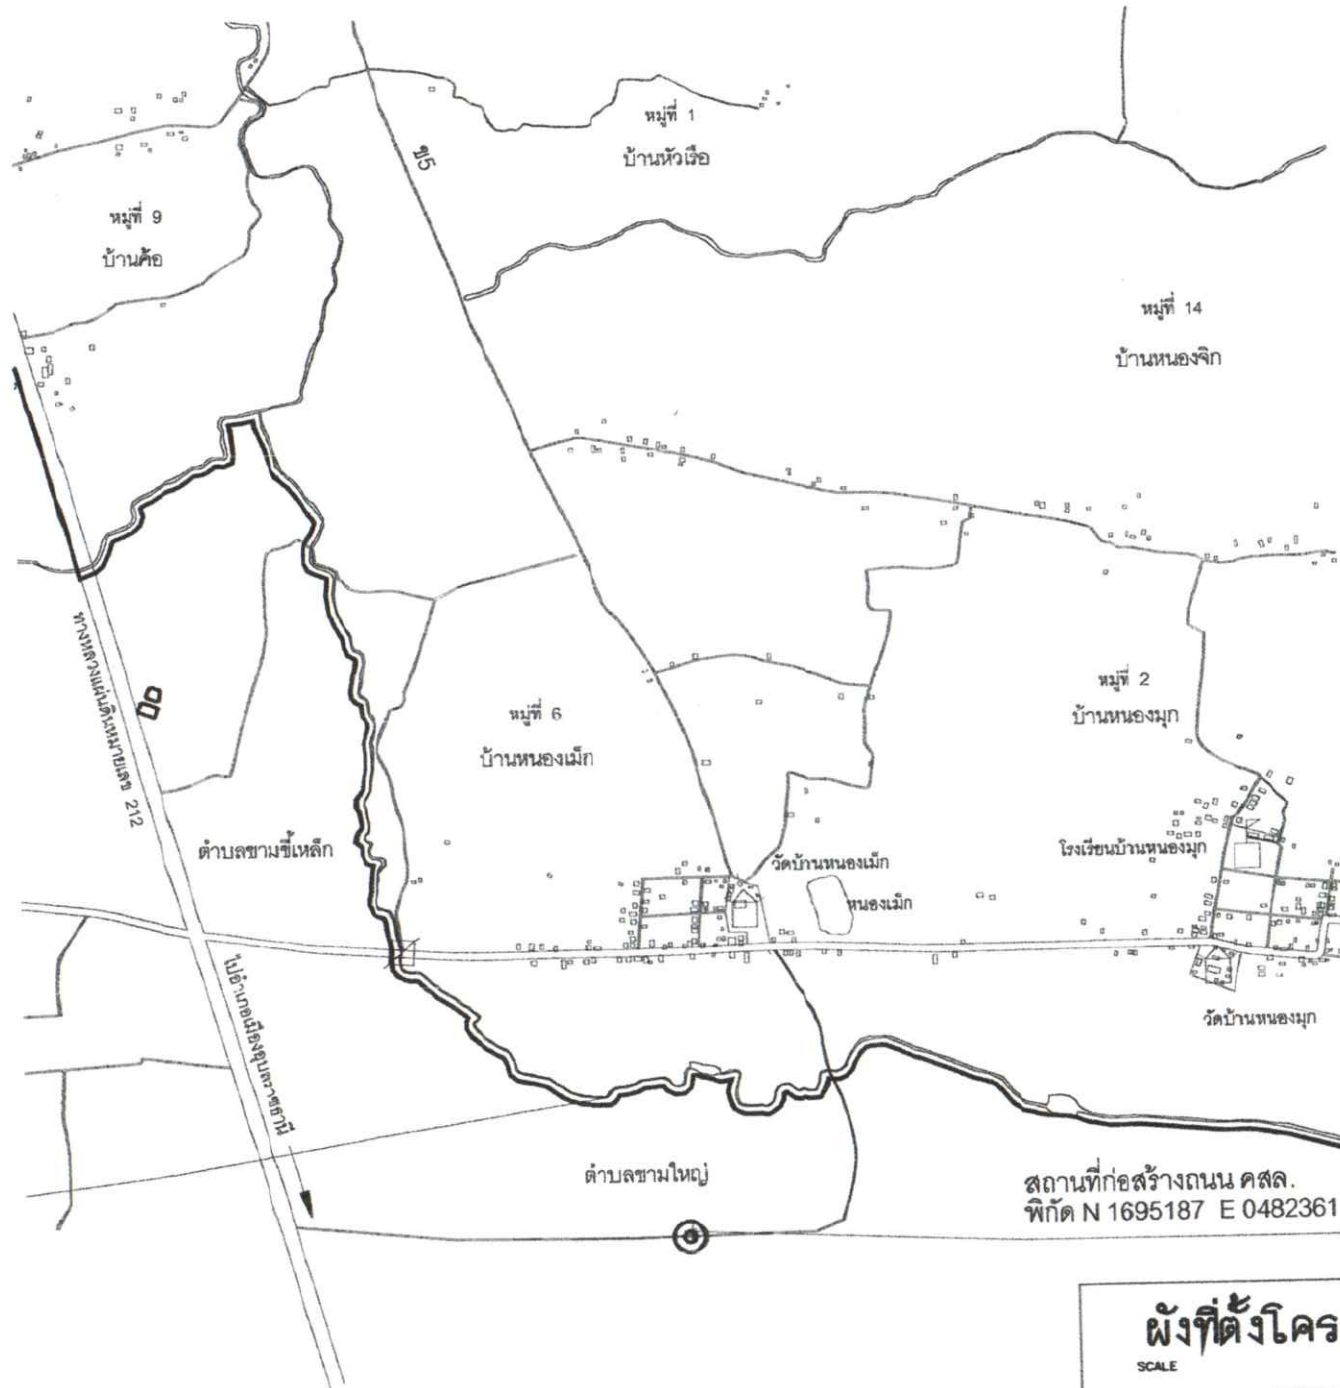 หมู่ที่ 1
บ้านหัวเรือ
ซ5
หมู่ที่ 9
บ้านค้อ
หมู่ที่ 14
บ้านหนองจิก
ทางหลวงแผ่นดินหมายเลข 212
หมู่ที่ 6
บ้านหนองเม็ก
หมู่ที่ 2
บ้านหนองมุก
ตำบลขามขี้เหล็ก
วัดบ้านหนองเม็ก
หนองเม็ก
โรงเรียนบ้านหนองมุก
วัดบ้านหนองมุก
ไปอำเภอเมืองอุบลราชธานี
ตำบลขามใหญ่
สถานที่ก่อสร้างถนน คสล.
พิกัด N 1695187 E 0482361
ผังที่ตั้งโคร
SCALE